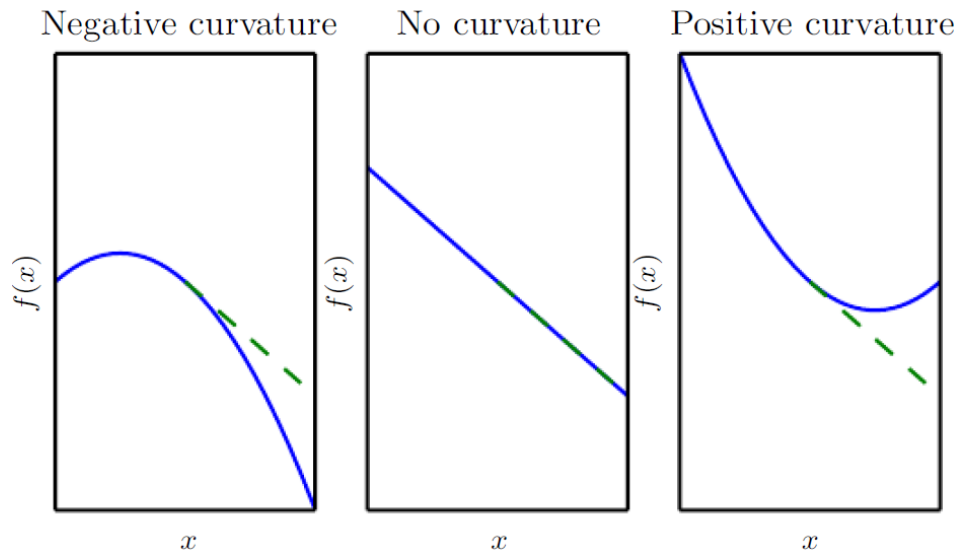 Negative curvature
No curvature
Positive curvature
f(x)
f(x)
f(x)
x
x
x